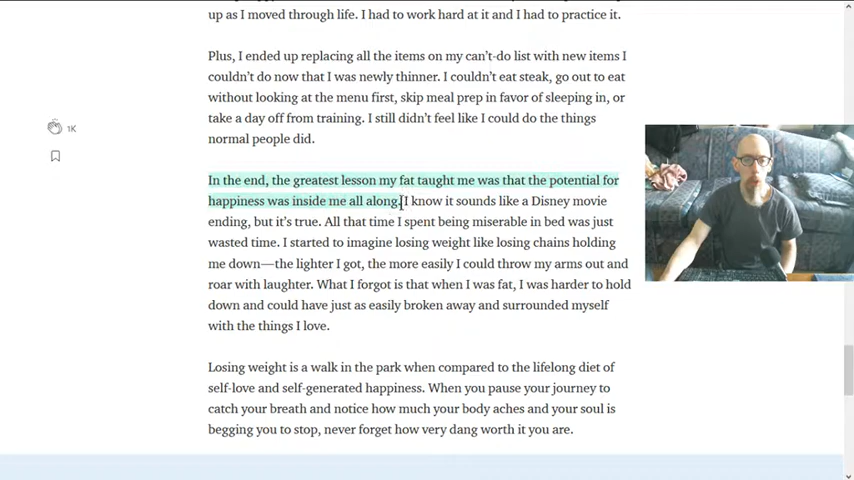 up as I moved through life. I had to work hard at it and I had to practice it.
Plus, I ended up replacing all the items on my can't-do list with new items I
couldn't do now that I was newly thinner. I couldn't eat steak, go out to eat
without looking at the menu first, skip meal prep in favor of sleeping in, or
take a day off from training. I still didn't feel like I could do the things
normal people did.
1K
In the end, the greatest lesson my fat taught me was that the potential for
happiness was inside me all along. I know it sounds like a Disney movie
ending, but it's true. All that time I spent being miserable in bed was just
wasted time. I started to imagine losing weight like losing chains holding
me down—the lighter I got, the more easily I could throw my arms out and
roar with laughter. What I forgot is that when I was fat, I was harder to hold
down and could have just as easily broken away and surrounded myself
with the things I love.
Losing weight is a walk in the park when compared to the lifelong diet of
self-love and self-generated happiness. When you pause your journey to
catch your breath and notice how much your body aches and your soul is
begging you to stop, never forget how very dang worth it you are.